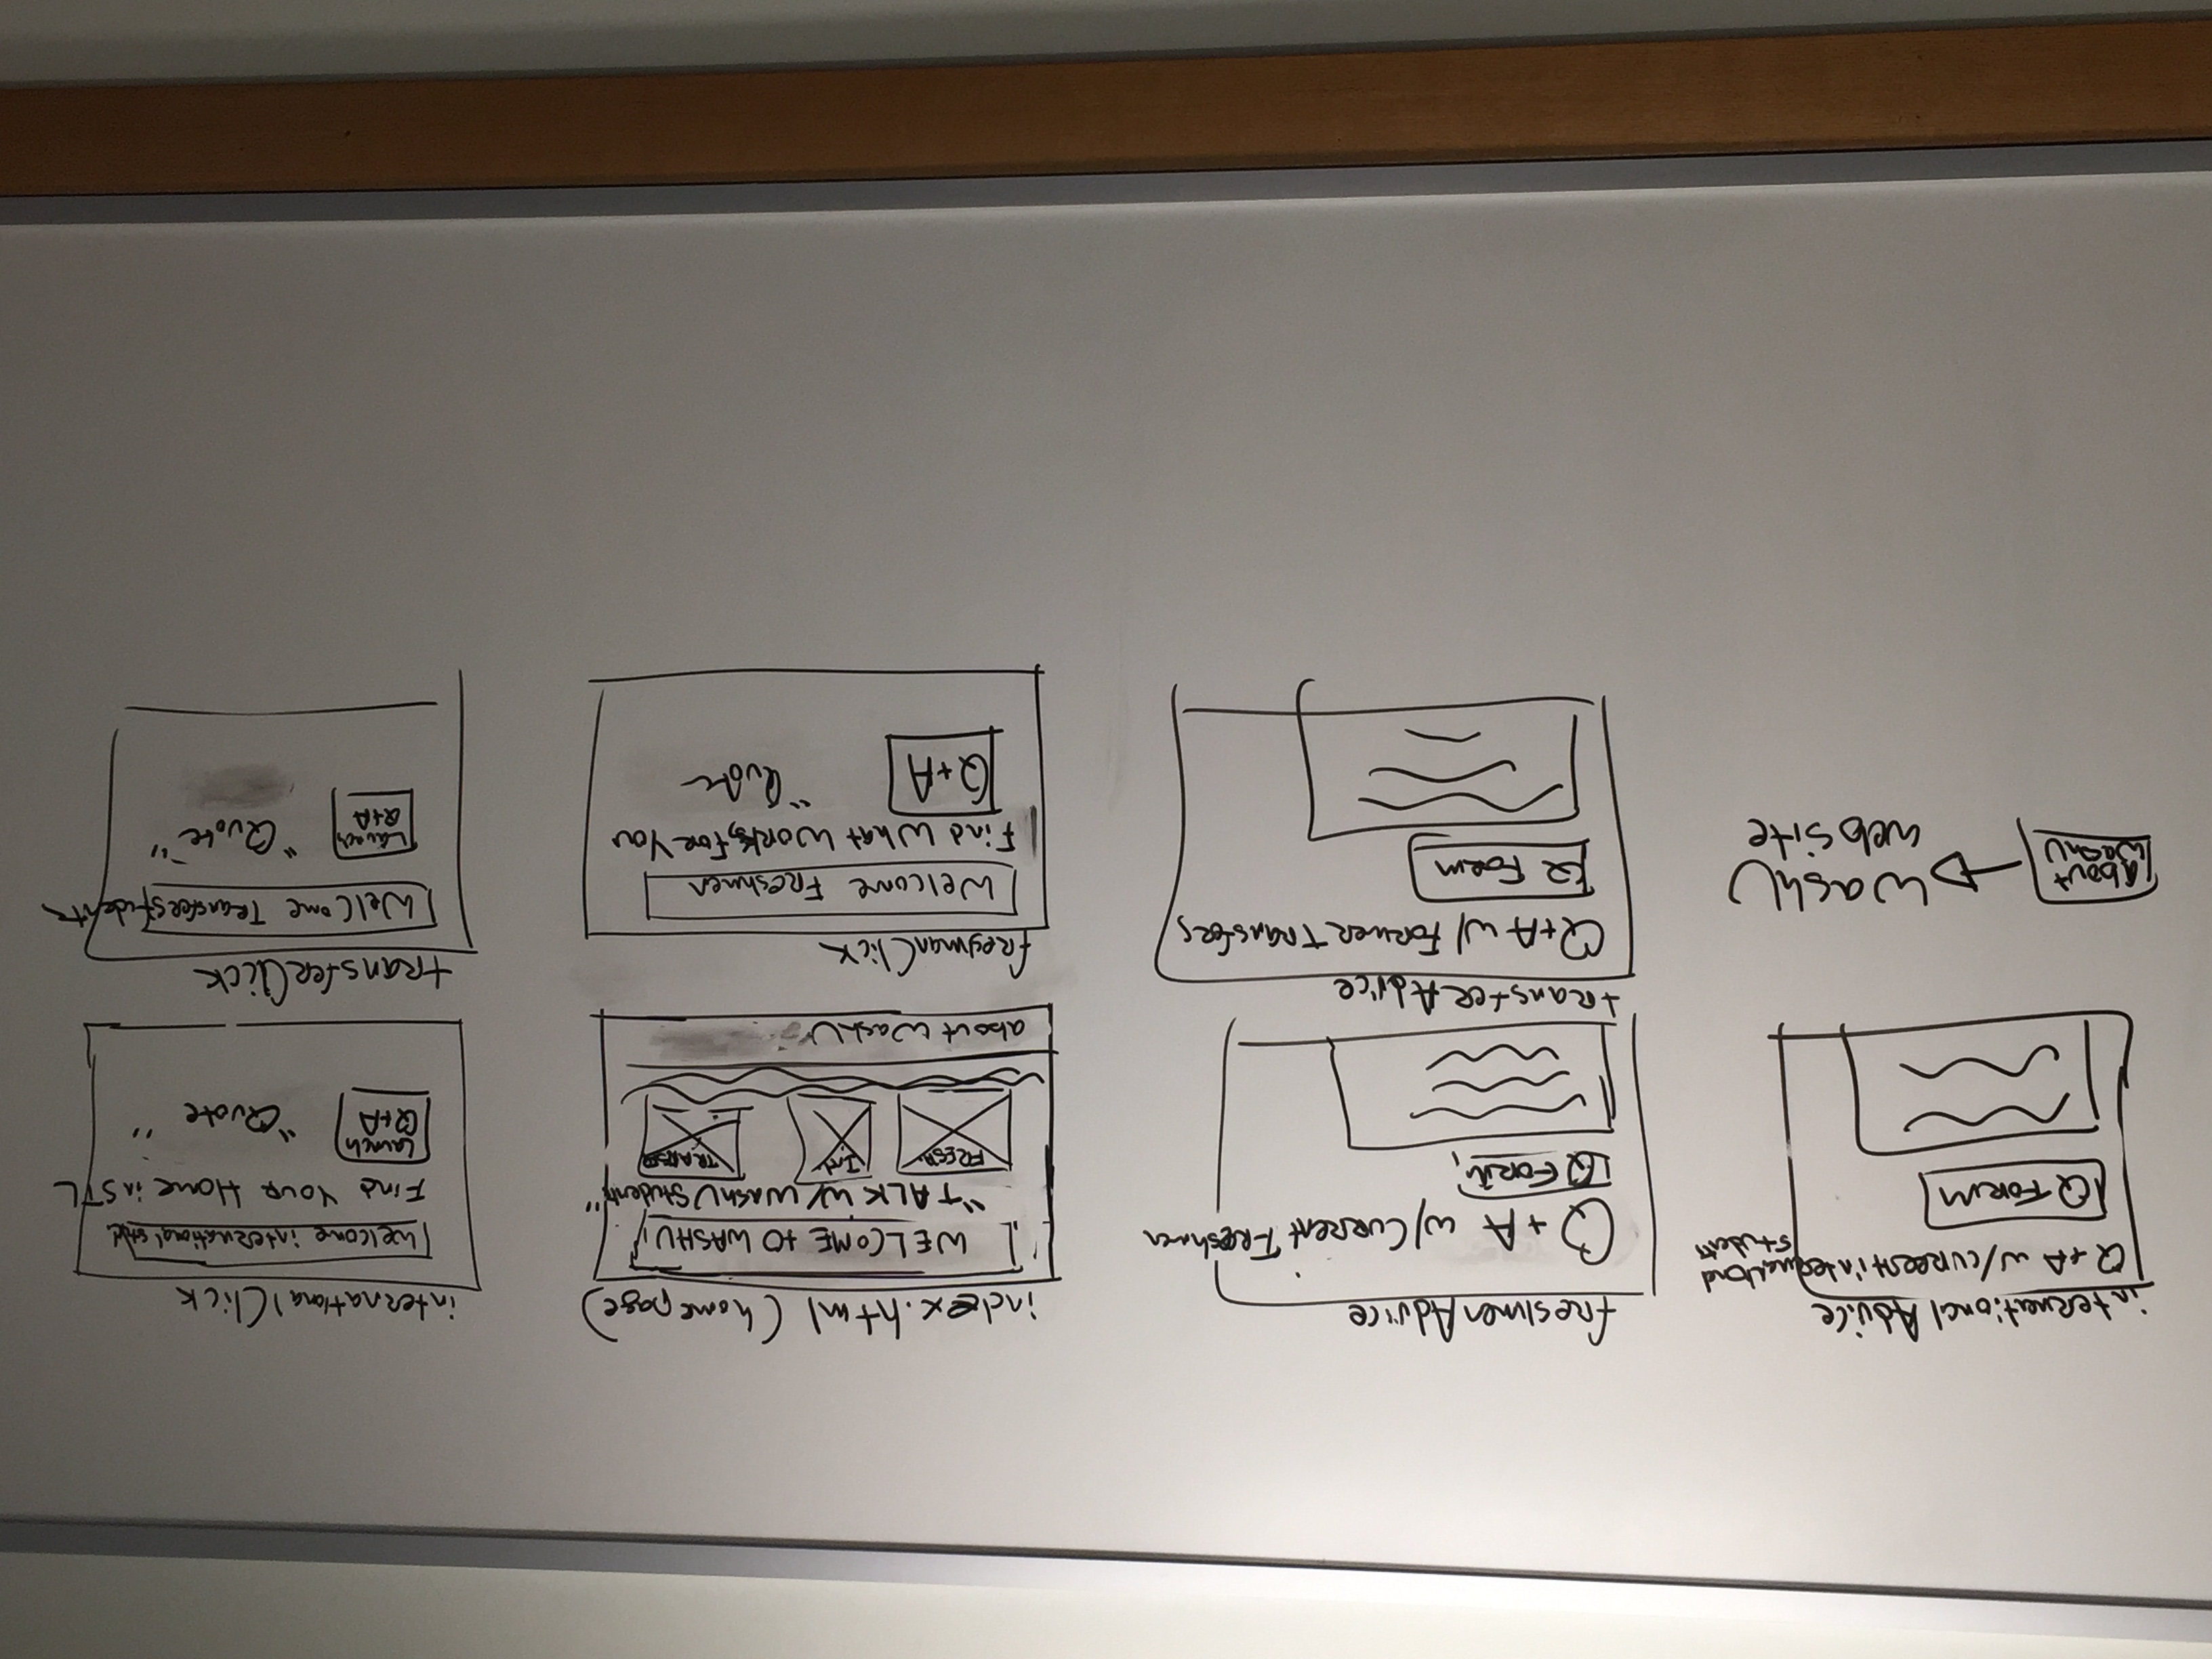 internationalAdvice
Q+A w/current international
students
Q FORM
freshmenAdvice
Q+A w/Current Freshmen
Q FORM
transferAdvice
Q+A w/ Former Transfers
Q Form
about
WashU
WashU
website
index.html (homepage)
WELCOME to WASHU
"TALK W/ WashU Students"
FRESH
Int
TRANSFER
about WashU
freshmanClick
Welcome Freshmen
Find What Works For You
Q+A
"Quote
internationalClick
Welcome international stud.
Find Your Home in STL
Launch
Q+A
"Quote "
transferClick
Welcome Transfer students
Launch
Q+A
"Quote"